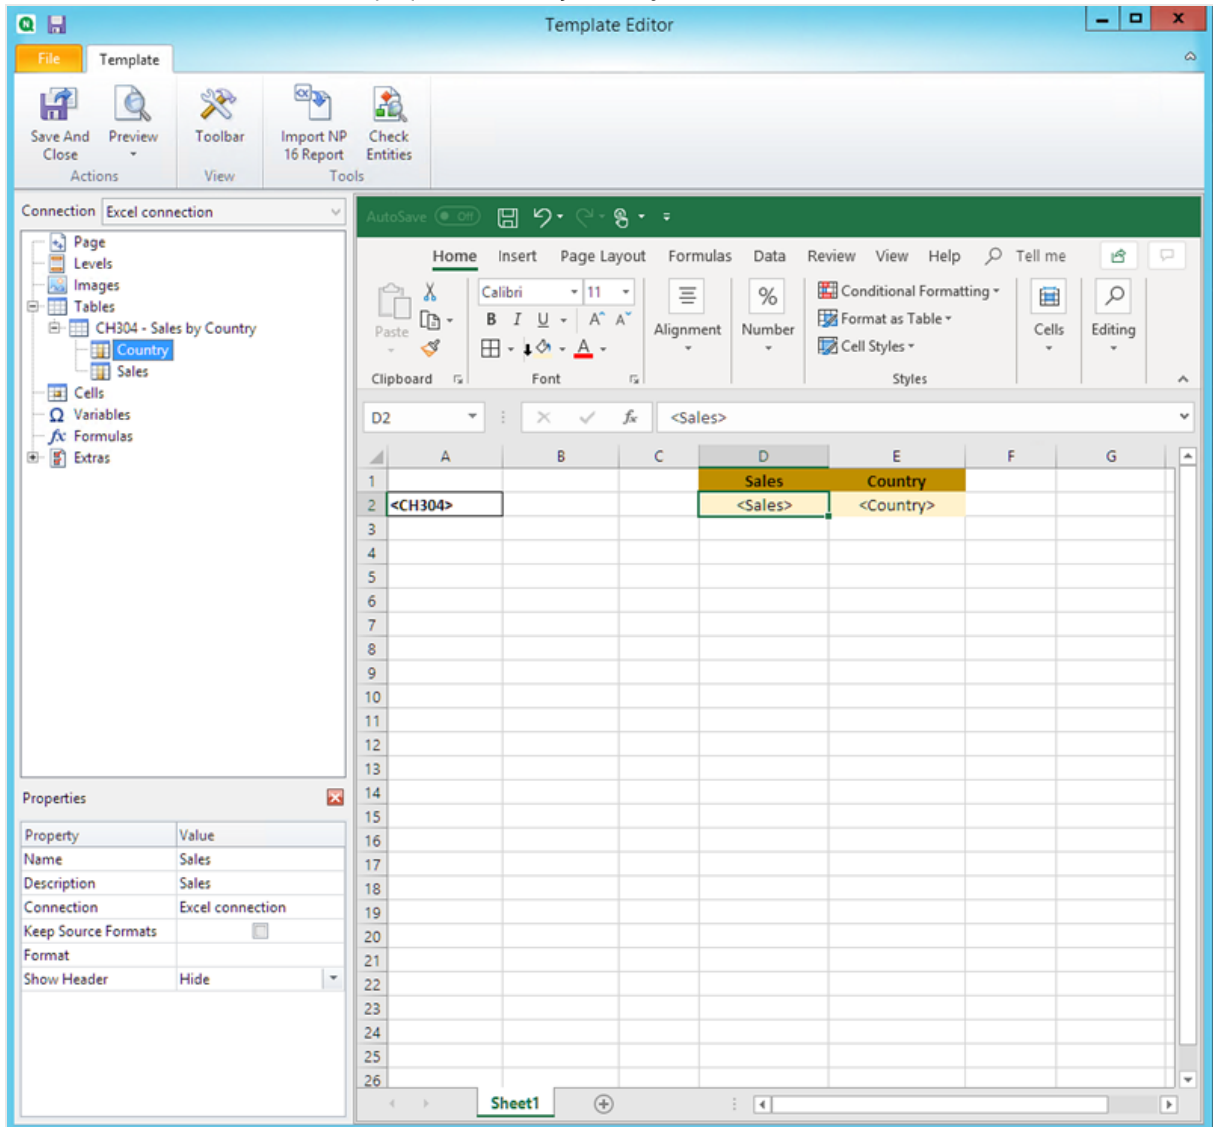 Template Editor
File Template
Save And Close
Preview
Toolbar
Import NP 16 Report
Check Entities
Actions View Tools
Connection Excel connection
Page
Levels
Images
Tables
CH304 - Sales by Country
Country
Sales
Cells
Variables
Formulas
Extras
Properties
Property Value
Name Sales
Description Sales
Connection Excel connection
Keep Source Formats
Format
Show Header Hide
AutoSave Off
Home Insert Page Layout Formulas Data Review View Help Tell me
Paste
Calibri 11
B I U A A
A
Alignment
%
Number
Conditional Formatting
Format as Table
Cell Styles
Cells
Editing
Clipboard Font Styles
D2 fx <Sales>
A B C D E F G
1 Sales Country
2 <CH304> <Sales> <Country>
3
4
5
6
7
8
9
10
11
12
13
14
15
16
17
18
19
20
21
22
23
24
25
26
Sheet1